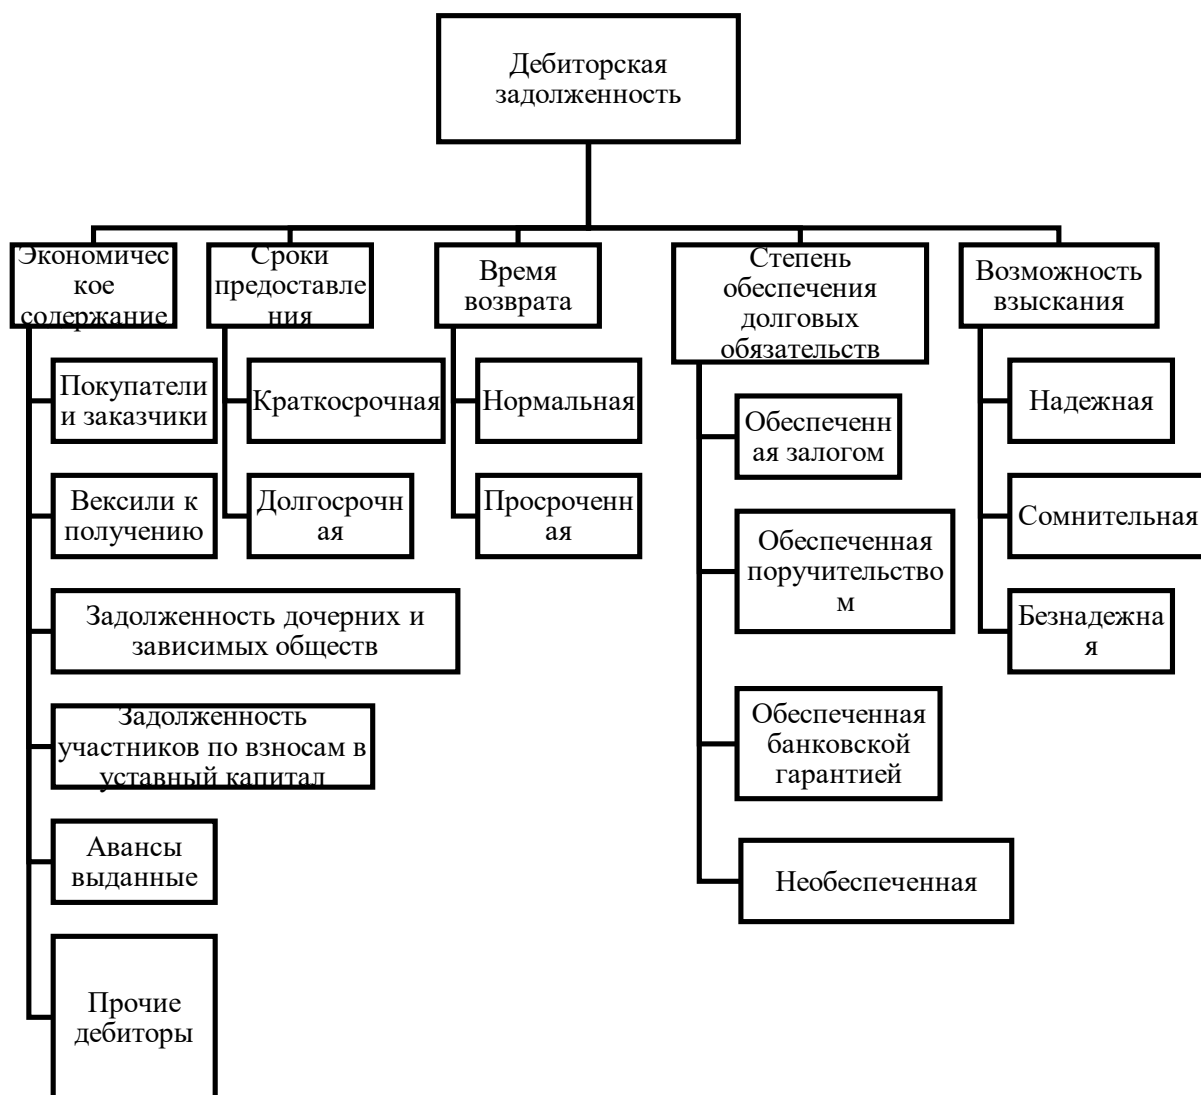 Дебиторская
задолженность
Экономичес
кое
содержание
Покупатели
и заказчики
Вексили к
получению
Задолженность дочерних и
зависимых обществ
Задолженность
участников по взносам в
уставный капитал
Авансы
выданные
Прочие
дебиторы
Сроки
предоставле
ния
Краткосрочная
Долгосрочн
ая
Время
возврата
Нормальная
Просроченн
ая
Степень
обеспечения
долговых
обязательств
Обеспеченн
ая залогом
Обеспеченная
поручительство
м
Обеспеченная
банковской
гарантией
Необеспеченная
Возможность
взыскания
Надежная
Сомнительная
Безнадежна
я